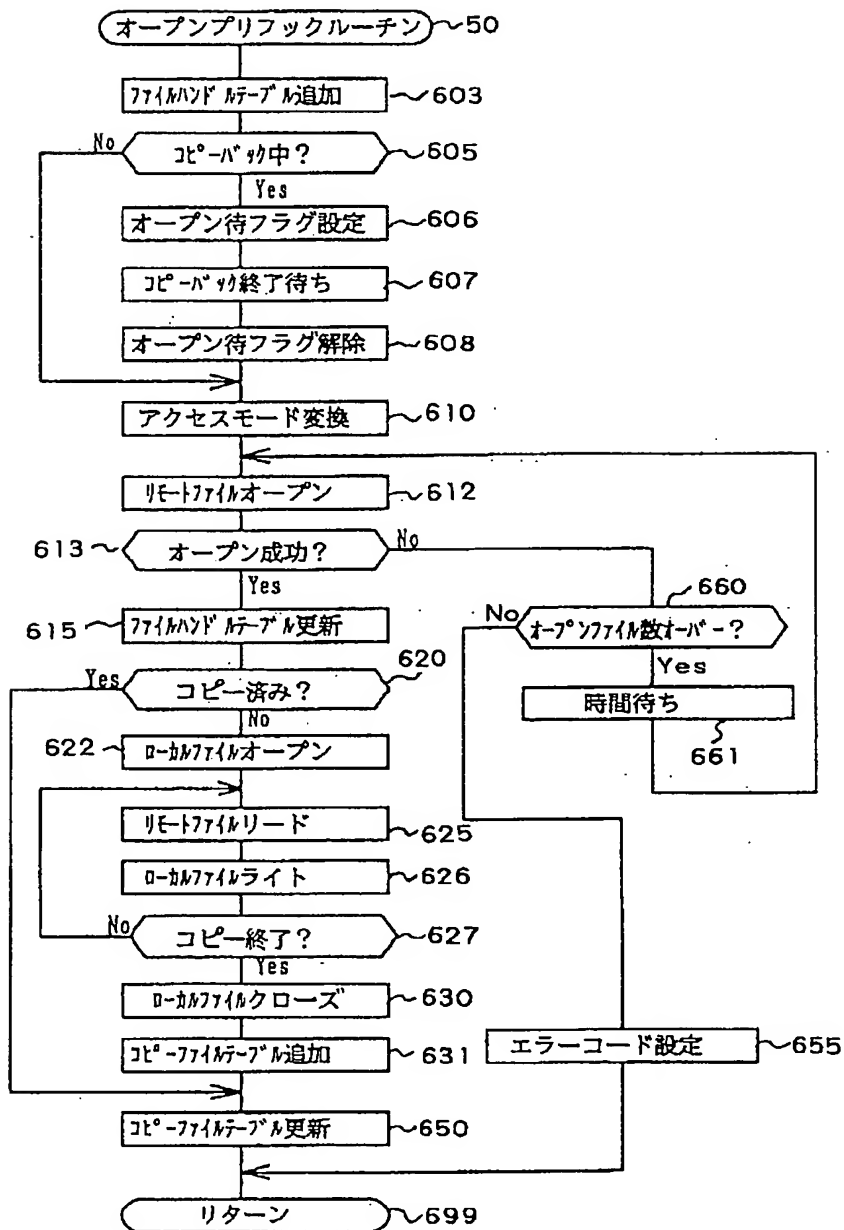 オープンプリフックルーチン 50
ファイルハンドルテーブル追加 603
No コピーバック中? 605
Yes
オープン待フラグ設定 606
コピーバック終了待ち 607
オープン待フラグ解除 608
アクセスモード変換 610
リモートファイルオープン 612
613 オープン成功? No
Yes
660
615 ファイルハンドルテーブル更新 No オープンファイル数オーバー?
620
Yes コピー済み? Yes
No 時間待ち
622 ローカルファイルオープン 661
リモートファイルリード 625
ローカルファイルライト 626
No コピー終了? 627
Yes
ローカルファイルクローズ 630
コピーファイルテーブル追加 631 エラーコード設定 655
コピーファイルテーブル更新 650
リターン 699